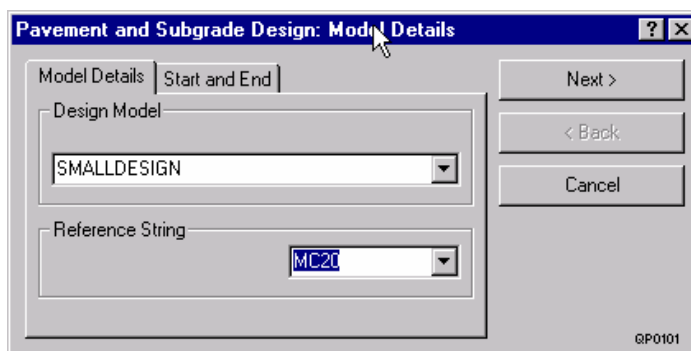 Pavement and Subgrade Design: Model Details
Model Details
Start and End
Next >
Design Model
< Back
SMALLDESIGN
Cancel
Reference String
MC20
QP0101